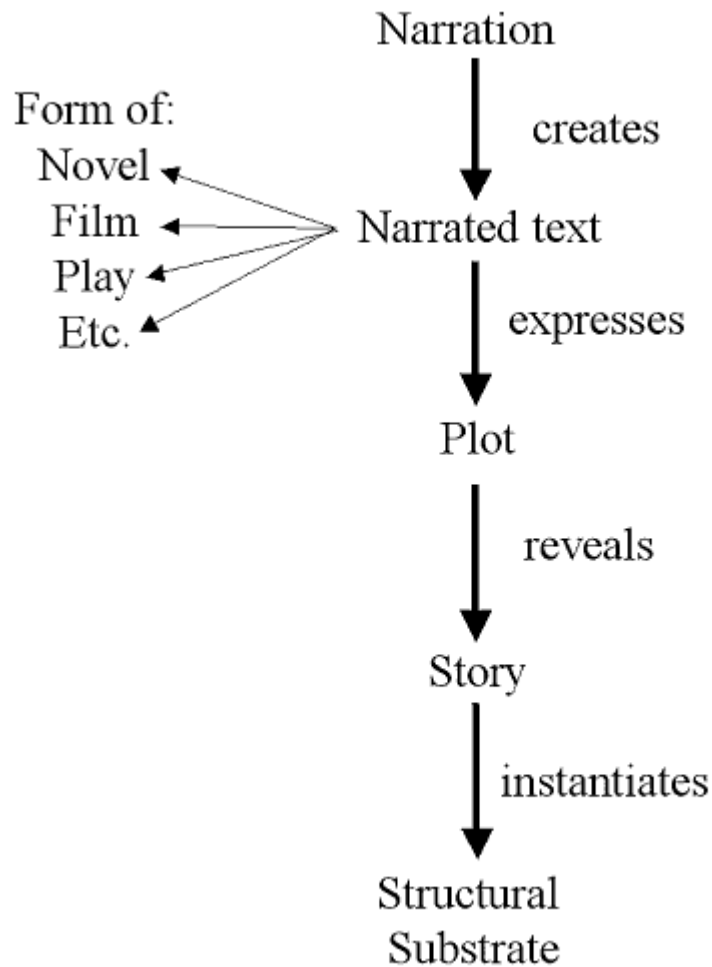 Narration
creates
Form of:
Novel
Film
Play
Etc.
Narrated text
expresses
Plot
reveals
Story
instantiates
Structural
Substrate